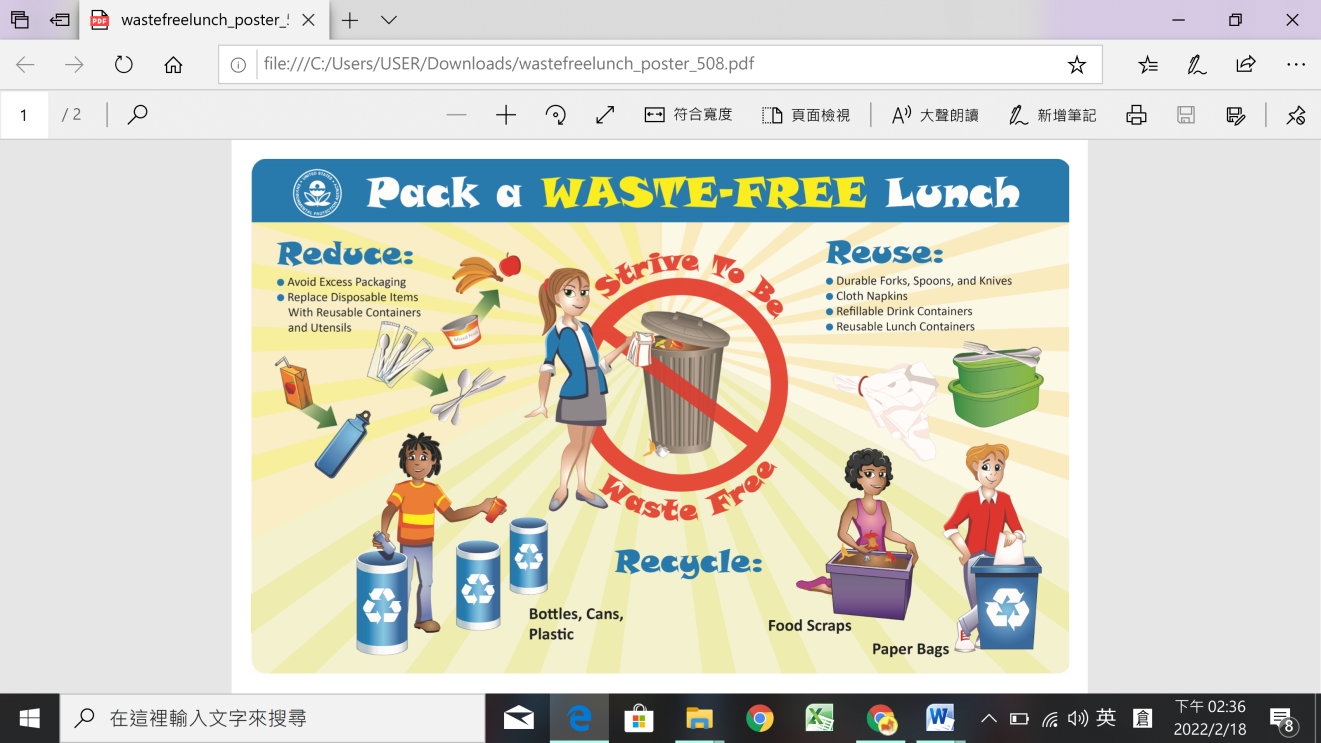 wastefreelunch_poster_5
file:///C:/Users/USER/Downloads/wastefreelunch_poster_508.pdf
1 / 2
符合寬度
頁面檢視
大聲朗讀
新增筆記
Pack a WASTE-FREE Lunch
Reduce:
Avoid Excess Packaging
Replace Disposable Items
With Reusable Containers
and Utensils
Strive To Be
Waste Free
Reuse:
Durable Forks, Spoons, and Knives
Cloth Napkins
Refillable Drink Containers
Reusable Lunch Containers
Recycle:
Bottles, Cans,
Plastic
Food Scraps
Paper Bags
在這裡輸入文字來搜尋
英
倉
下午 02:36
2022/2/18
8